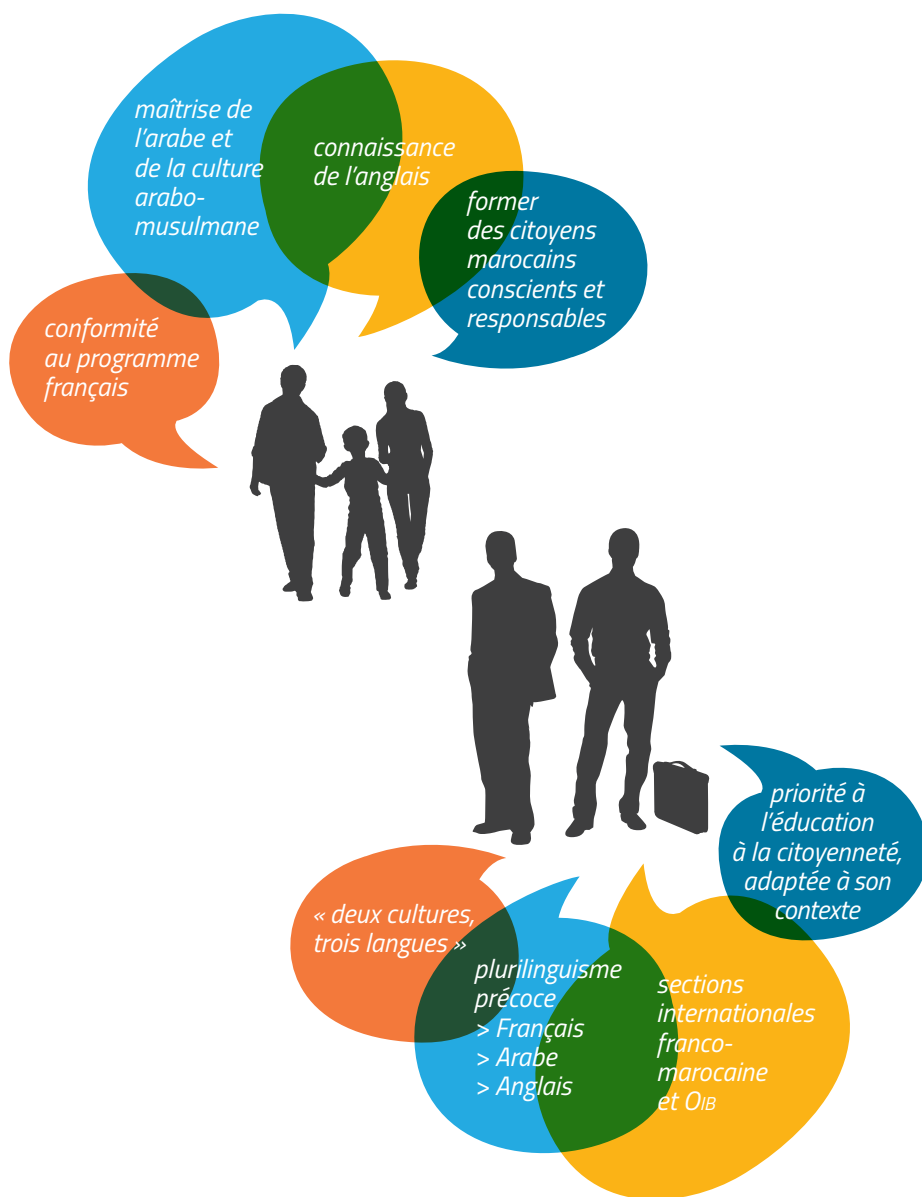 maîtrise de
l'arabe et
de la culture
arabo-
musulmane
connaissance
de l'anglais
former
des citoyens
marocains
conscients et
responsables
conformité
au programme
français
priorité à
l'éducation
à la citoyenneté,
adaptée à son
contexte
« deux cultures,
trois langues »
plurilinguisme
précoce
> Français
> Arabe
> Anglais
sections
internationales
franco-
marocaine
et OIB